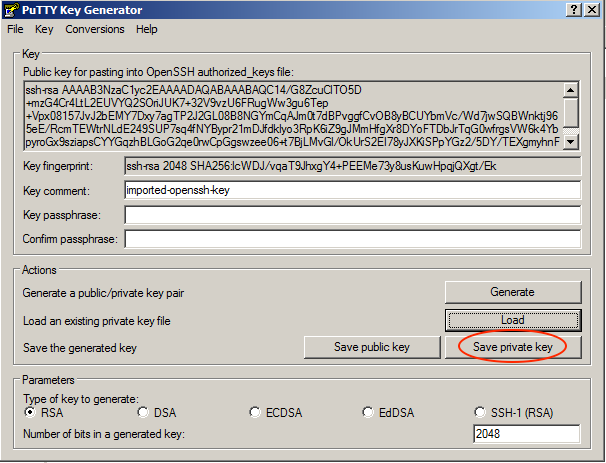 PuTTY Key Generator
File Key Conversions Help
Key
Public key for pasting into OpenSSH authorized_keys file:
ssh-rsa AAAAB3NzaC1yc2EAAAADAQABAAABAQC14/G8ZcuClTO5D
+mzG4Cr4LtL2EUVYQ2SOriJUK7+32V9vzU6FRugWw3gu6Tep
+Vpx08157JvJ2bEMY7Dxy7agTP2J2GL08B8NGYmCqAJm0t7dBPvggfCvOB8yBCUYbmVc/Wd7jwSQBWnktj96
5eE/RcmTEWtrNLdE249SUP7sq4fNYBypr21mDJfdklyo3RpK6iZ9gJMmHfgXr8DYoFTDbJrTqG0wfrgsVW6k4Yb
pyroGx9sziapsCYYGqzhBLGoG2qe0rwCpGgswzee06+t7BjLMvGl/OkUrS2EI78yJXKiSPpYGz2/5DY/TEXgmyhnF
Key fingerprint: ssh-rsa 2048 SHA256:lcWDJ/vqaT9JhxgY4+PEEMe73y8usKuwHpqjQXgt/Ek
Key comment: imported-openssh-key
Key passphrase:
Confirm passphrase:
Actions
Generate a public/private key pair Generate
Load an existing private key file Load
Save the generated key Save public key Save private key
Parameters
Type of key to generate:
RSA DSA ECDSA EdDSA SSH-1 (RSA)
Number of bits in a generated key: 2048